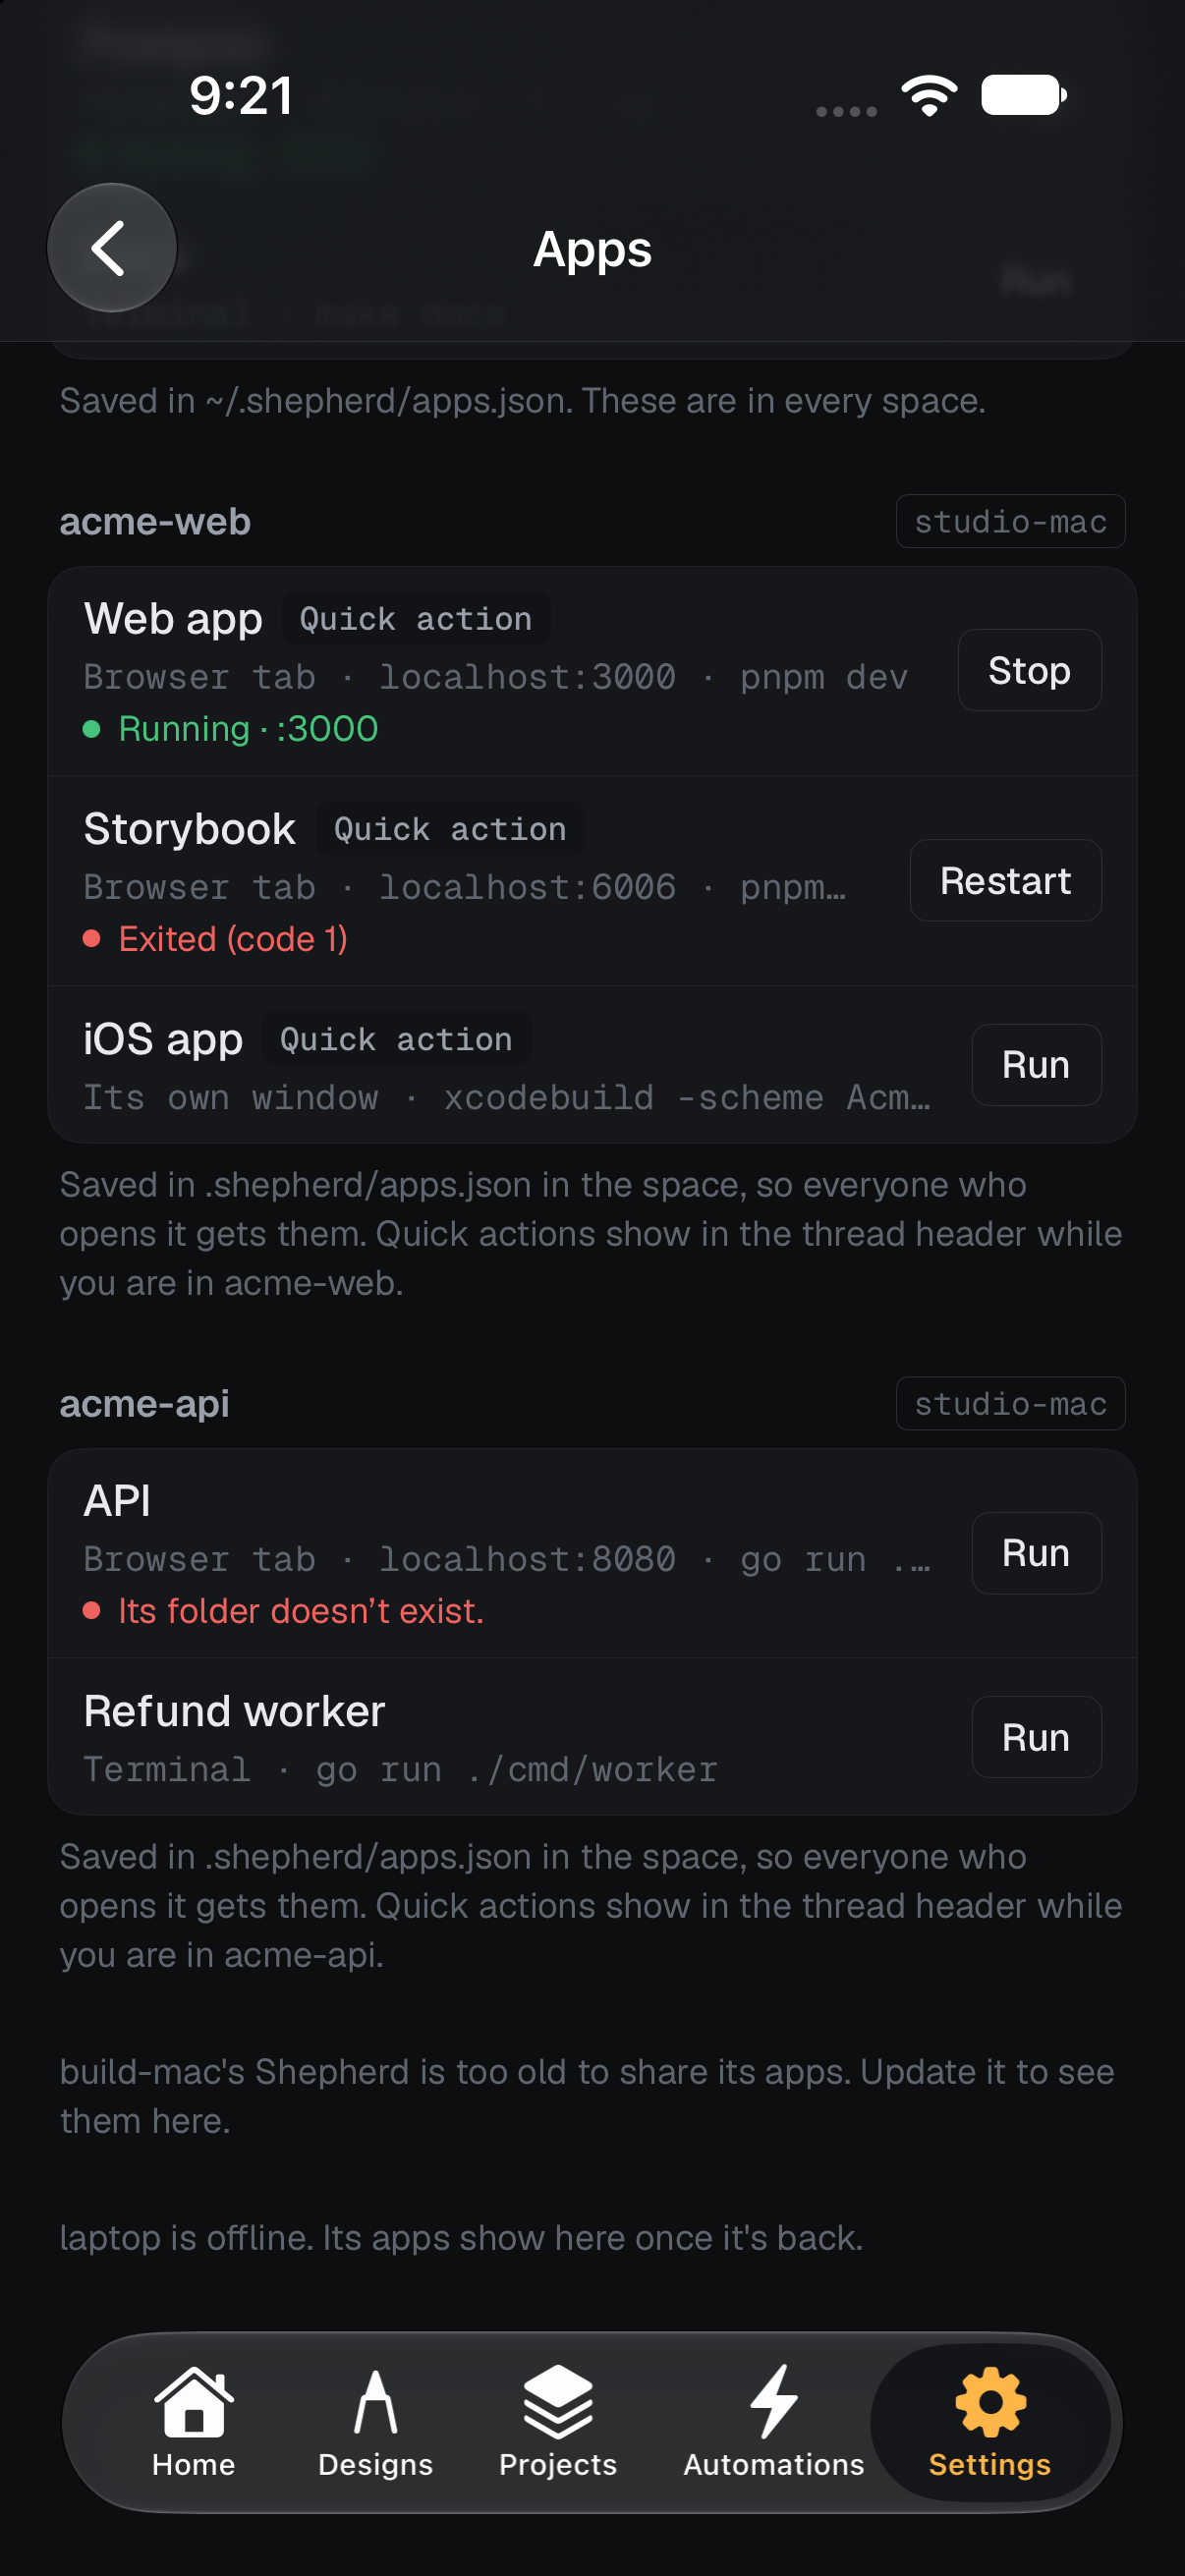 9:21
Apps
Run
Terminal · make docs
Saved in ~/.shepherd/apps.json. These are in every space.
acme-web
studio-mac
Web app
Quick action
Browser tab · localhost:3000 · pnpm dev
Stop
Running · :3000
Storybook
Quick action
Browser tab · localhost:6006 · pnpm…
Restart
Exited (code 1)
iOS app
Quick action
Its own window · xcodebuild -scheme Acm…
Run
Saved in .shepherd/apps.json in the space, so everyone who
opens it gets them. Quick actions show in the thread header while
you are in acme-web.
acme-api
studio-mac
API
Browser tab · localhost:8080 · go run .…
Run
Its folder doesn’t exist.
Refund worker
Terminal · go run ./cmd/worker
Run
Saved in .shepherd/apps.json in the space, so everyone who
opens it gets them. Quick actions show in the thread header while
you are in acme-api.
build-mac's Shepherd is too old to share its apps. Update it to see
them here.
laptop is offline. Its apps show here once it's back.
Home
Designs
Projects
Automations
Settings